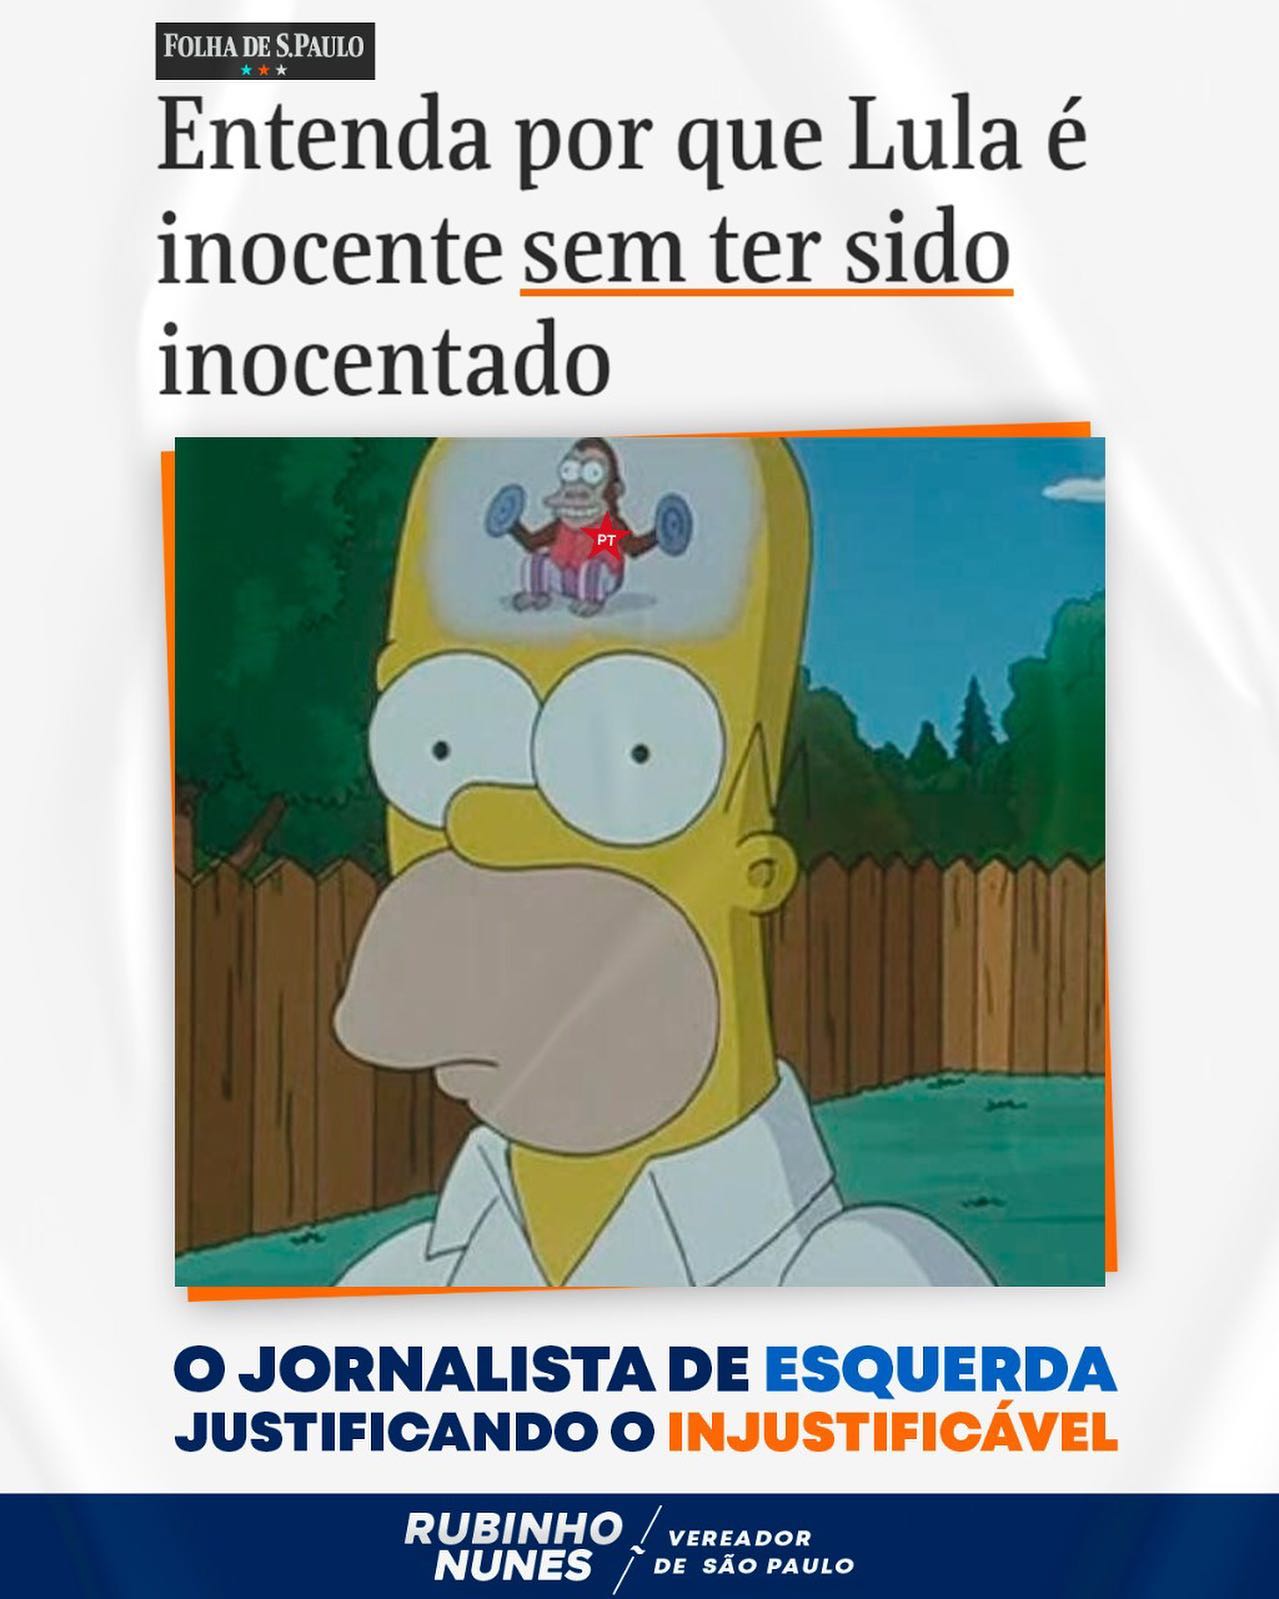 FOLHA DE S.PAULO
Entenda por que Lula é
inocente sem ter sido
inocentado
PT
O JORNALISTA DE ESQUERDA
JUSTIFICANDO O INJUSTIFICÁVEL
RUBINHO
NUNES
VEREADOR
DE SÃO PAULO